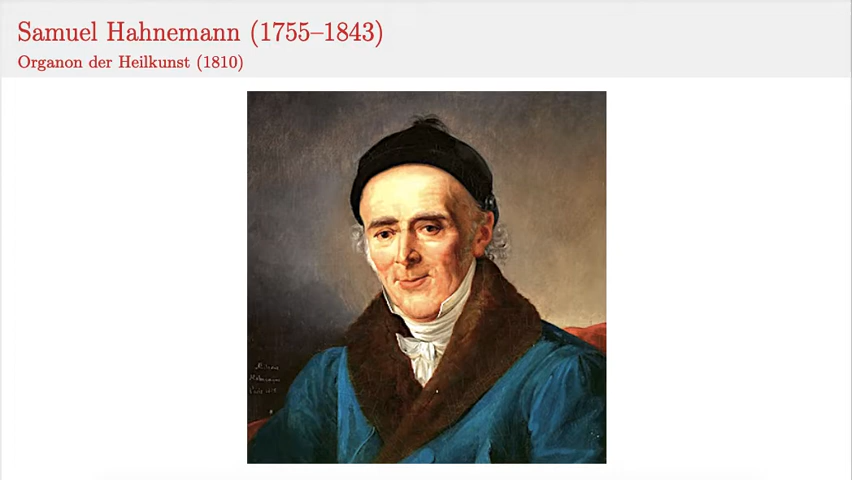 Samuel Hahnemann (1755–1843)
Organon der Heilkunst (1810)